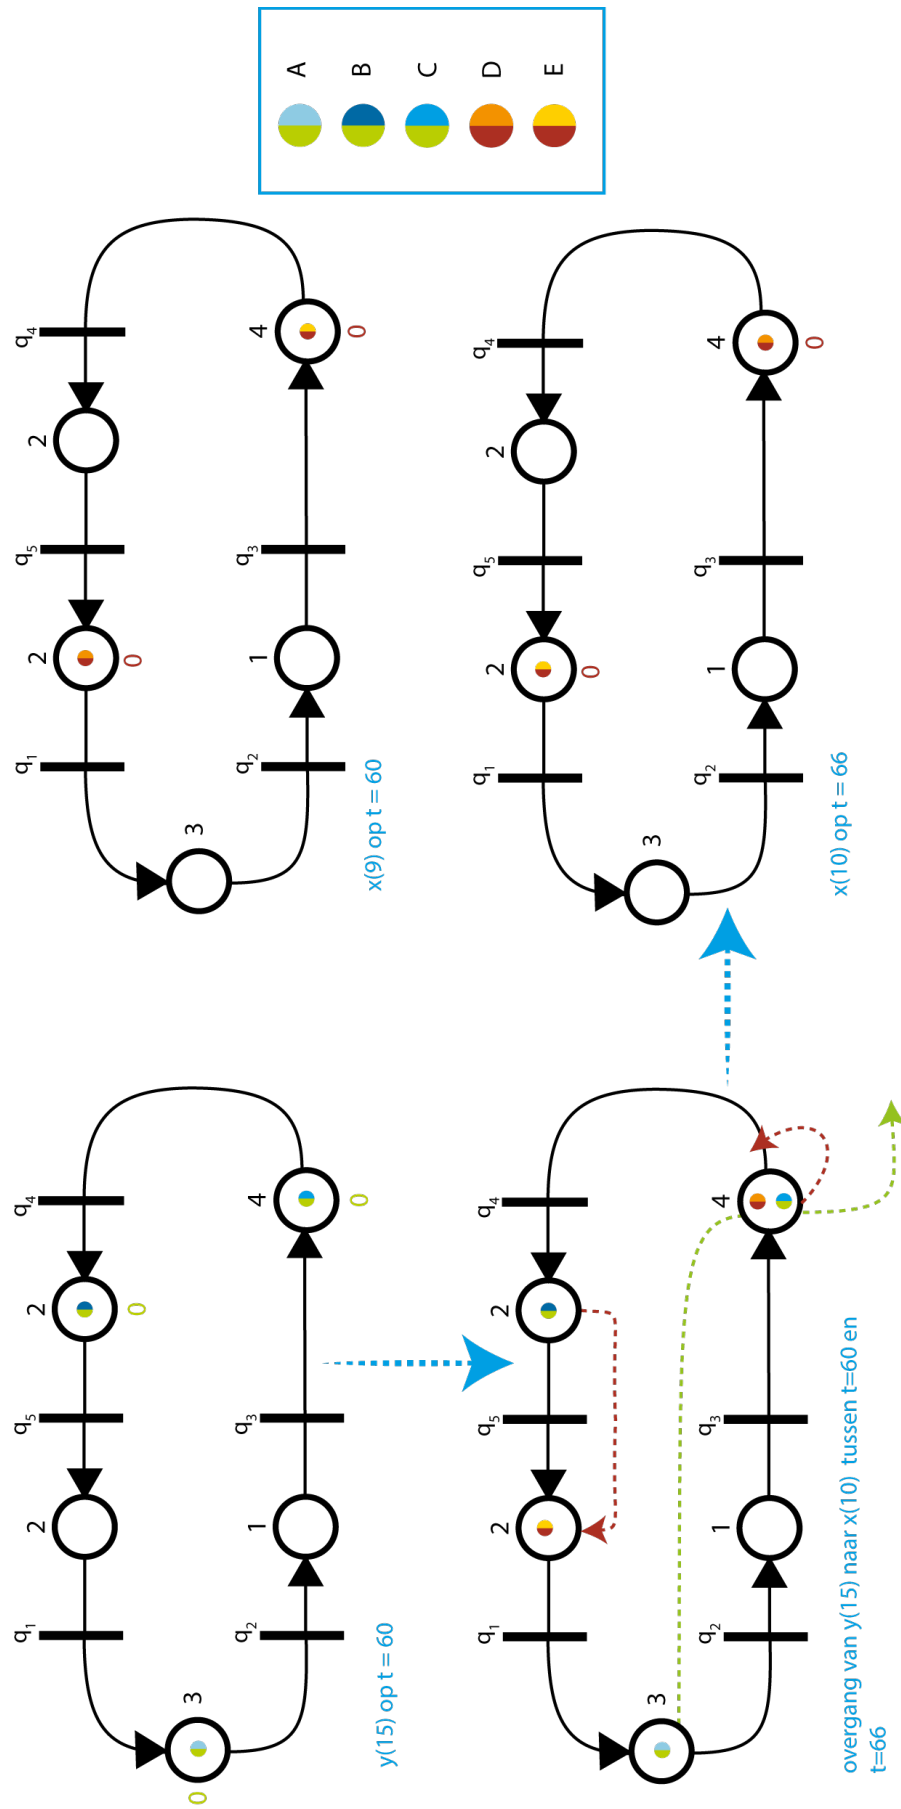 q₁ 2 q₅ 2 q₄
0
0 3
q₂ 1 q₃ 4
0
y(15) op t = 60
q₁ 2 q₅ 2 q₄
0
3
q₂ 1 q₃ 4
0
x(9) op t = 60
A
B
C
D
E
q₁ 2 q₅ 2 q₄
3
q₂ 1 q₃ 4
overgang van y(15) naar x(10) tussen t=60 en
t=66
q₁ 2 q₅ 2 q₄
0
3
q₂ 1 q₃ 4
0
x(10) op t = 66